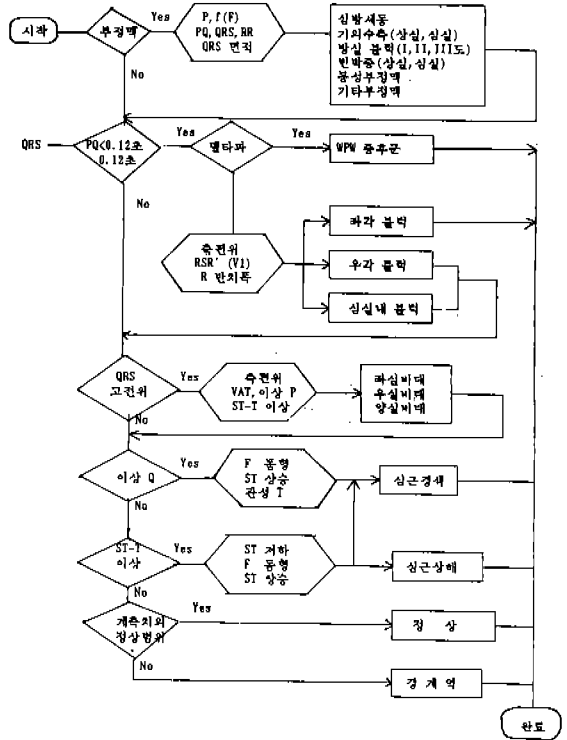 시작
부정맥
Yes
P, f(F)
PQ, QRS, RR
QRS 면적
심방세동
기외수축(상실,심실)
방실 블럭(I,II,III도)
빈박증(상실,심실)
동성부정맥
기타부정맥
No
QRS
PQ<0.12초
0.12초
Yes
델타파
Yes
WPW 증후군
No
축편위
RSR' (V1)
R 반치폭
좌각 블럭
우각 블럭
심실내 블럭
QRS
고전위
Yes
축편위
VAT,이상 P
ST-T 이상
좌실비대
우실비대
양실비대
No
이상 Q
Yes
F 폼형
ST 상승
관성 T
심근경색
No
ST-T
이상
Yes
ST 저하
F 폼형
ST 상승
심근상해
No
계측치의
정상범위
Yes
정 상
No
경 계 역
완료